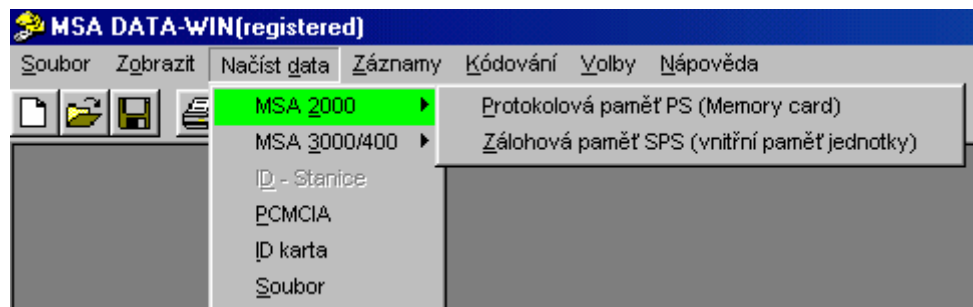 MSA DATA-WIN(registered)
Soubor Zobrazit Načíst data Záznamy Kódování Volby Nápověda
MSA 2000 Protokolová paměť PS (Memory card)
MSA 3000/400 Zálohová paměť SPS (vnitřní paměť jednotky)
ID - Stanice
PCMCIA
ID karta
Soubor